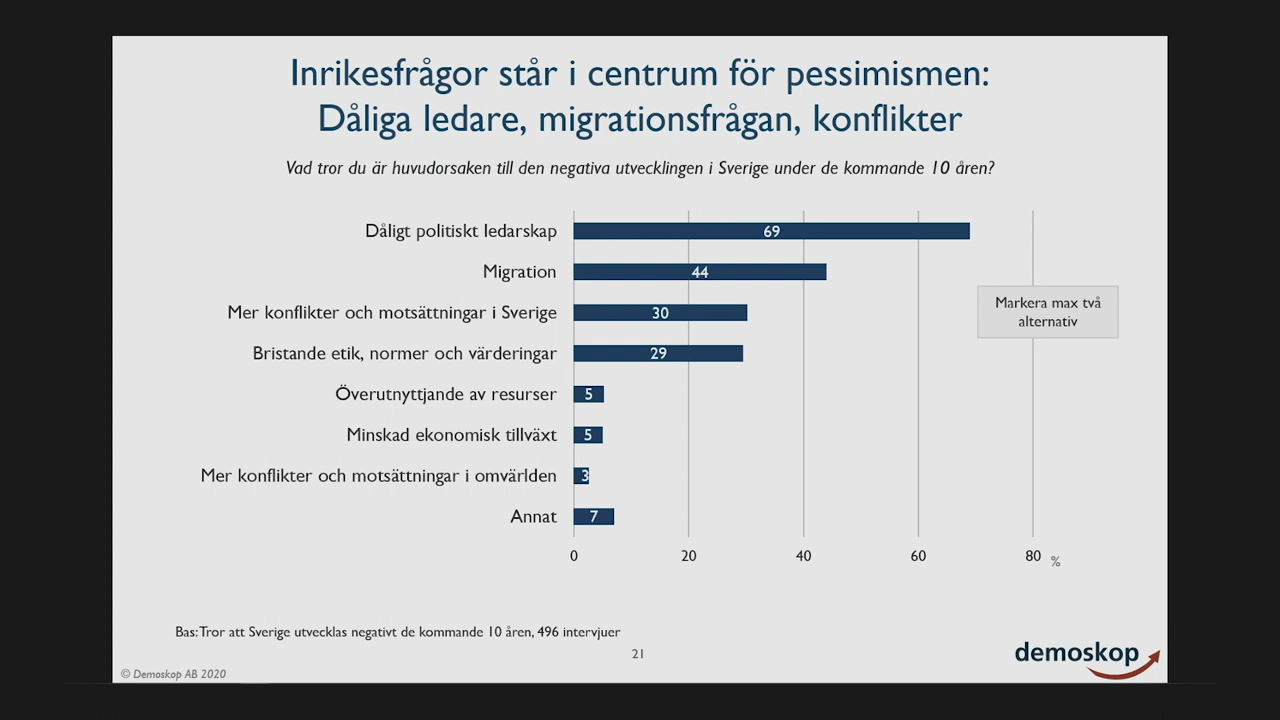 Inrikesfrågor står i centrum för pessimismen:
Dåliga ledare, migrationsfrågan, konflikter
Vad tror du är huvudorsaken till den negativa utvecklingen i Sverige under de kommande 10 åren?
Dåligt politiskt ledarskap 69
Migration 44
Mer konflikter och motsättningar i Sverige 30
Bristande etik, normer och värderingar 29
Överutnyttjande av resurser 5
Minskad ekonomisk tillväxt 5
Mer konflikter och motsättningar i omvärlden 3
Annat 7
Markera max två
alternativ
0 20 40 60 80 %
Bas: Tror att Sverige utvecklas negativt de kommande 10 åren, 496 intervjuer
21
demoskop
© Demoskop AB 2020